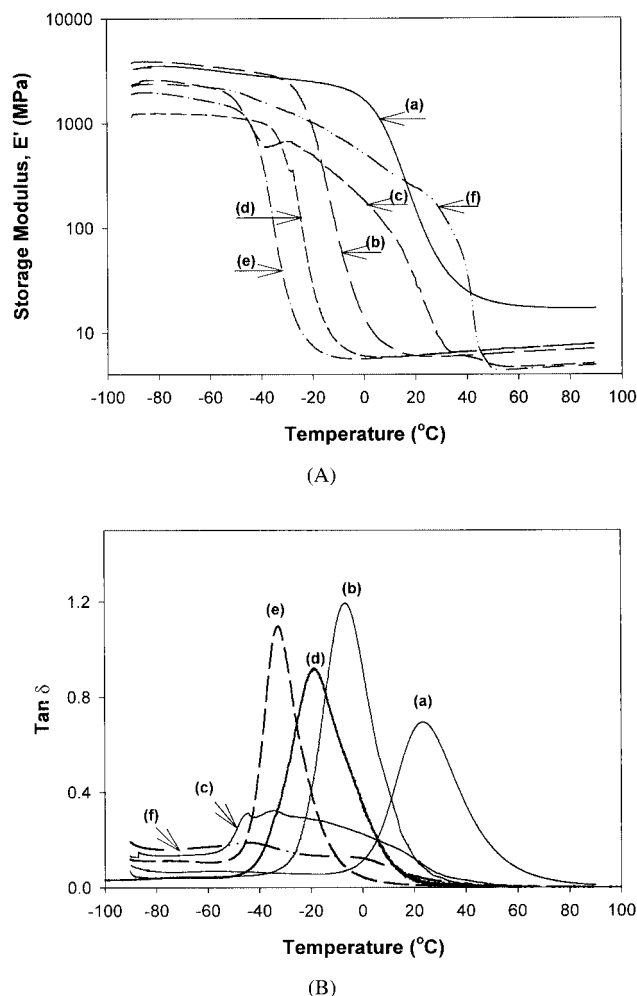 10000
1000
100
10
Storage Modulus, E' (MPa)
(a)
(f)
(c)
(d)
(b)
(e)
-100 -80 -60 -40 -20 0 20 40 60 80 100
Temperature (°C)
(A)
1.2
0.8
0.4
0.0
Tan δ
(b)
(e)
(d)
(a)
(c)
(f)
-100 -80 -60 -40 -20 0 20 40 60 80 100
Temperature (°C)
(B)